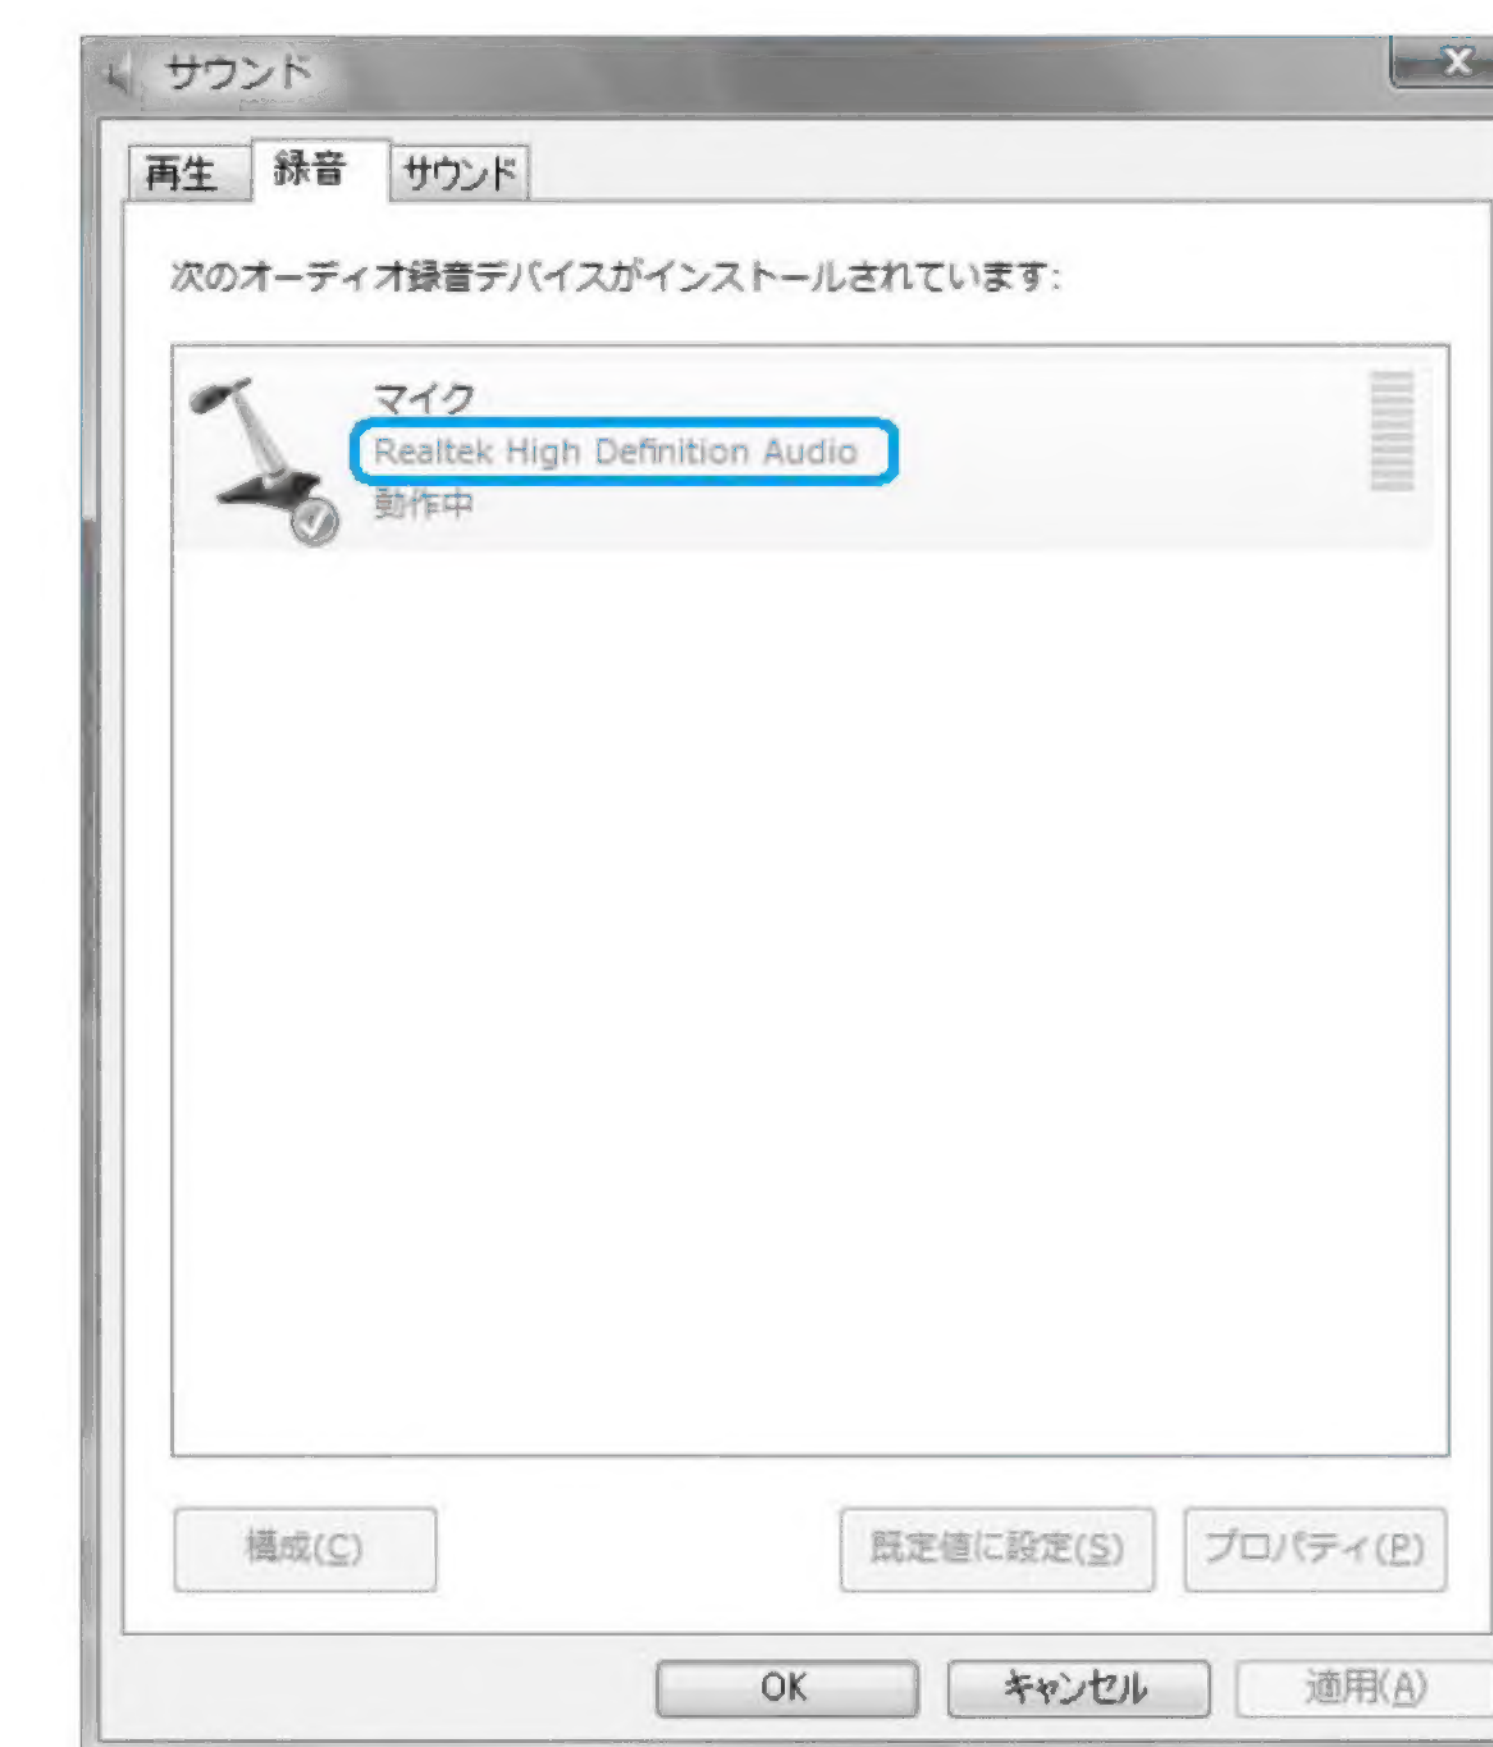 サウンド
再生 録音 サウンド
次のオーディオ録音デバイスがインストールされています:
マイク
Realtek High Definition Audio
動作中
構成(C)
既定値に設定(S) プロパティ(P)
OK キャンセル 適用(A)